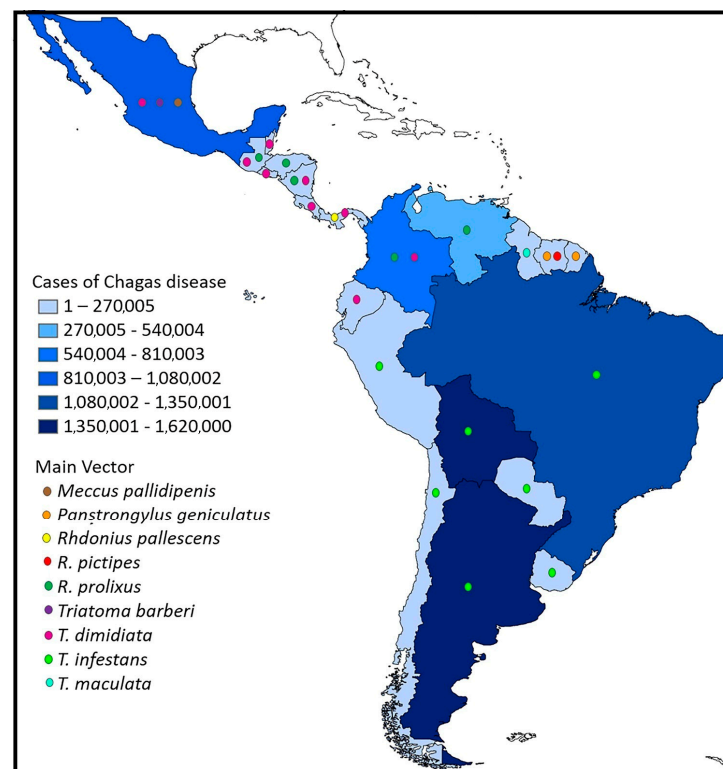 Cases of Chagas disease
1 – 270,005
270,005 - 540,004
540,004 - 810,003
810,003 – 1,080,002
1,080,002 - 1,350,001
1,350,001 - 1,620,000
Main Vector
Meccus pallidipenis
Panstrongylus geniculatus
Rhdonius pallescens
R. pictipes
R. prolixus
Triatoma barberi
T. dimidiata
T. infestans
T. maculata